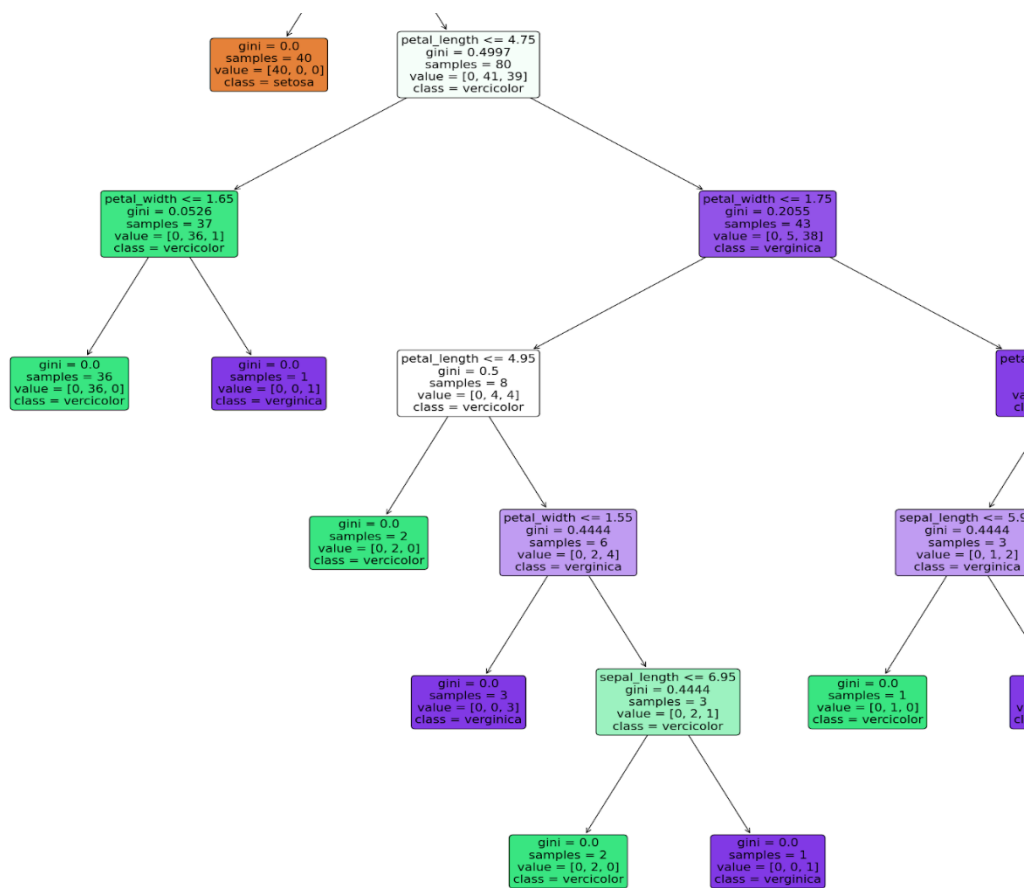 gini = 0.0
samples = 40
value = [40, 0, 0]
class = setosa
petal_length <= 4.75
gini = 0.4997
samples = 80
value = [0, 41, 39]
class = vercicolor
petal_width <= 1.65
gini = 0.0526
samples = 37
value = [0, 36, 1]
class = vercicolor
petal_width <= 1.75
gini = 0.2055
samples = 43
value = [0, 5, 38]
class = verginica
gini = 0.0
samples = 36
value = [0, 36, 0]
class = vercicolor
gini = 0.0
samples = 1
value = [0, 0, 1]
class = verginica
petal_length <= 4.95
gini = 0.5
samples = 8
value = [0, 4, 4]
class = vercicolor
gini = 0.0
samples = 2
value = [0, 2, 0]
class = vercicolor
petal_width <= 1.55
gini = 0.4444
samples = 6
value = [0, 2, 4]
class = verginica
sepal_length <= 5.9
gini = 0.4444
samples = 3
value = [0, 1, 2]
class = verginica
gini = 0.0
samples = 3
value = [0, 0, 3]
class = verginica
sepal_length <= 6.95
gini = 0.4444
samples = 3
value = [0, 2, 1]
class = vercicolor
gini = 0.0
samples = 1
value = [0, 1, 0]
class = vercicolor
gini = 0.0
samples = 2
value = [0, 2, 0]
class = vercicolor
gini = 0.0
samples = 1
value = [0, 0, 1]
class = verginica